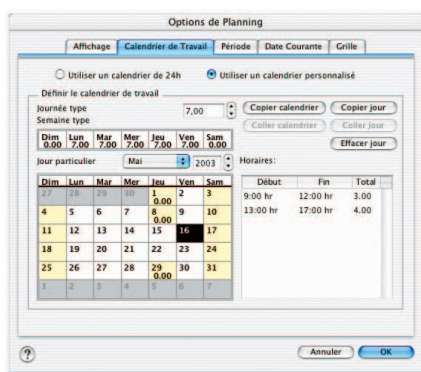 Options de Planning
Affichage Calendrier de Travail Période Date Courante Grille
Utiliser un calendrier de 24h Utiliser un calendrier personnalisé
Définir le calendrier de travail
Journée type 7,00 Copier calendrier Copier jour
Semaine type Coller calendrier Coller jour
Dim Lun Mar Mer Jeu Ven Sam
0.00 7.00 7.00 7.00 7.00 7.00 0.00
Effacer jour
Jour particulier Mai 2003 Horaires:
Dim Lun Mar Mer Jeu Ven Sam
27 28 29 30 1 2 3
0.00
4 5 6 7 8 9 10
0.00
11 12 13 14 15 16 17
18 19 20 21 22 23 24
25 26 27 28 29 30 31
0.00
1 2 3 4 5 6 7
Début Fin Total
9:00 hr 12:00 hr 3.00
13:00 hr 17:00 hr 4.00
? Annuler OK